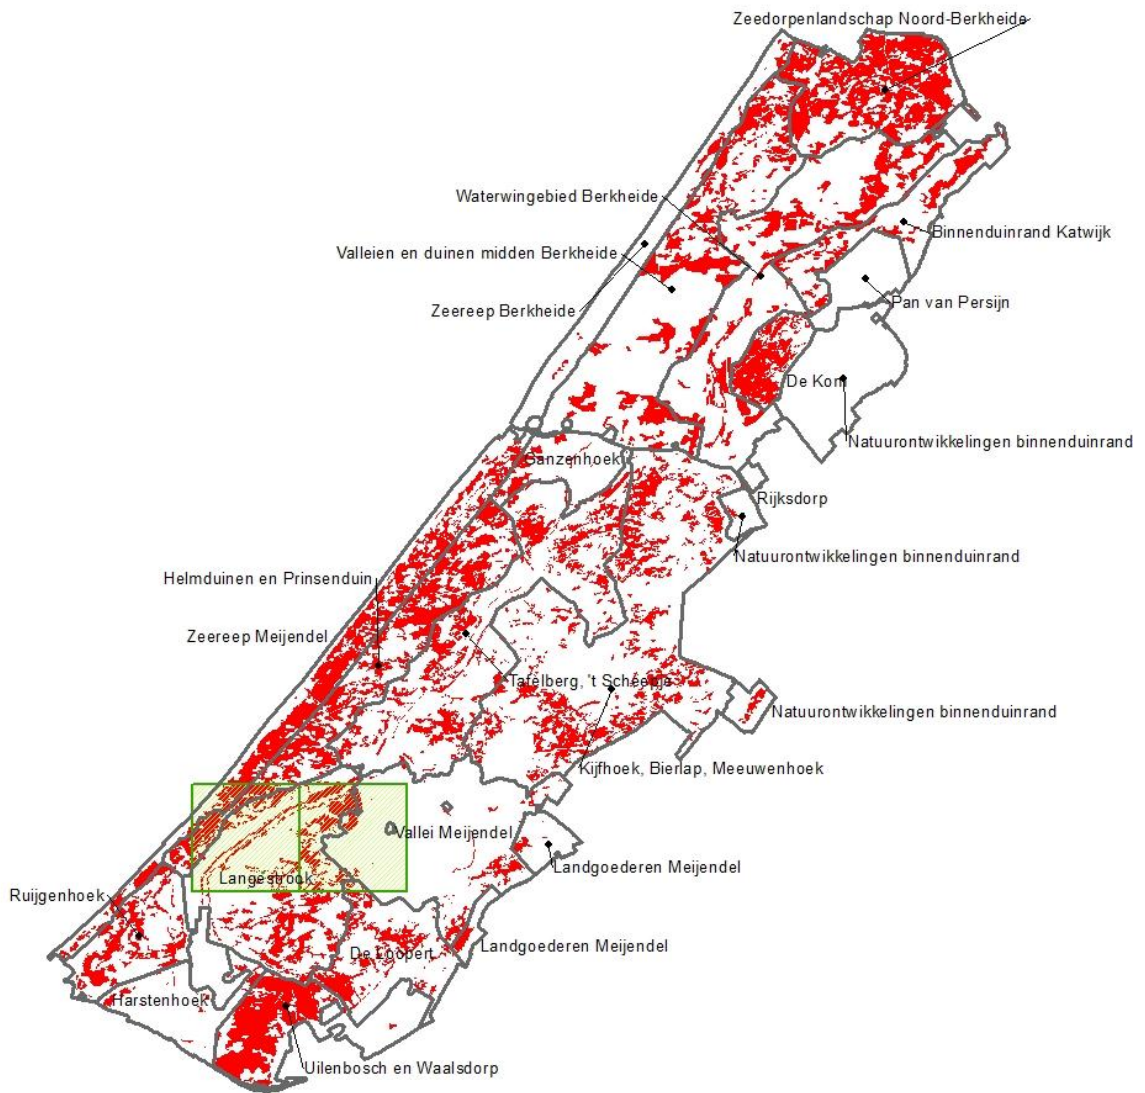 Zeedorpenlandschap Noord-Berkheide
Waterwingebied Berkheide
Binnenduinrand Katwijk
Valleien en duinen midden Berkheide
Pan van Persijn
Zeereep Berkheide
De Kom
Natuurontwikkelingen binnenduinrand
Ganzenhoek
Rijksdorp
Natuurontwikkelingen binnenduinrand
Helmduinen en Prinsenduin
Zeereep Meijendel
Tafelberg, 't Scheepje
Natuurontwikkelingen binnenduinrand
Kijfhoek, Bierlap, Meeuwenhoek
Vallei Meijendel
Landgoederen Meijendel
Langestrock
Ruijgenhoek
Landgoederen Meijendel
De Loopert
Harstenhoek
Uilenbosch en Waalsdorp